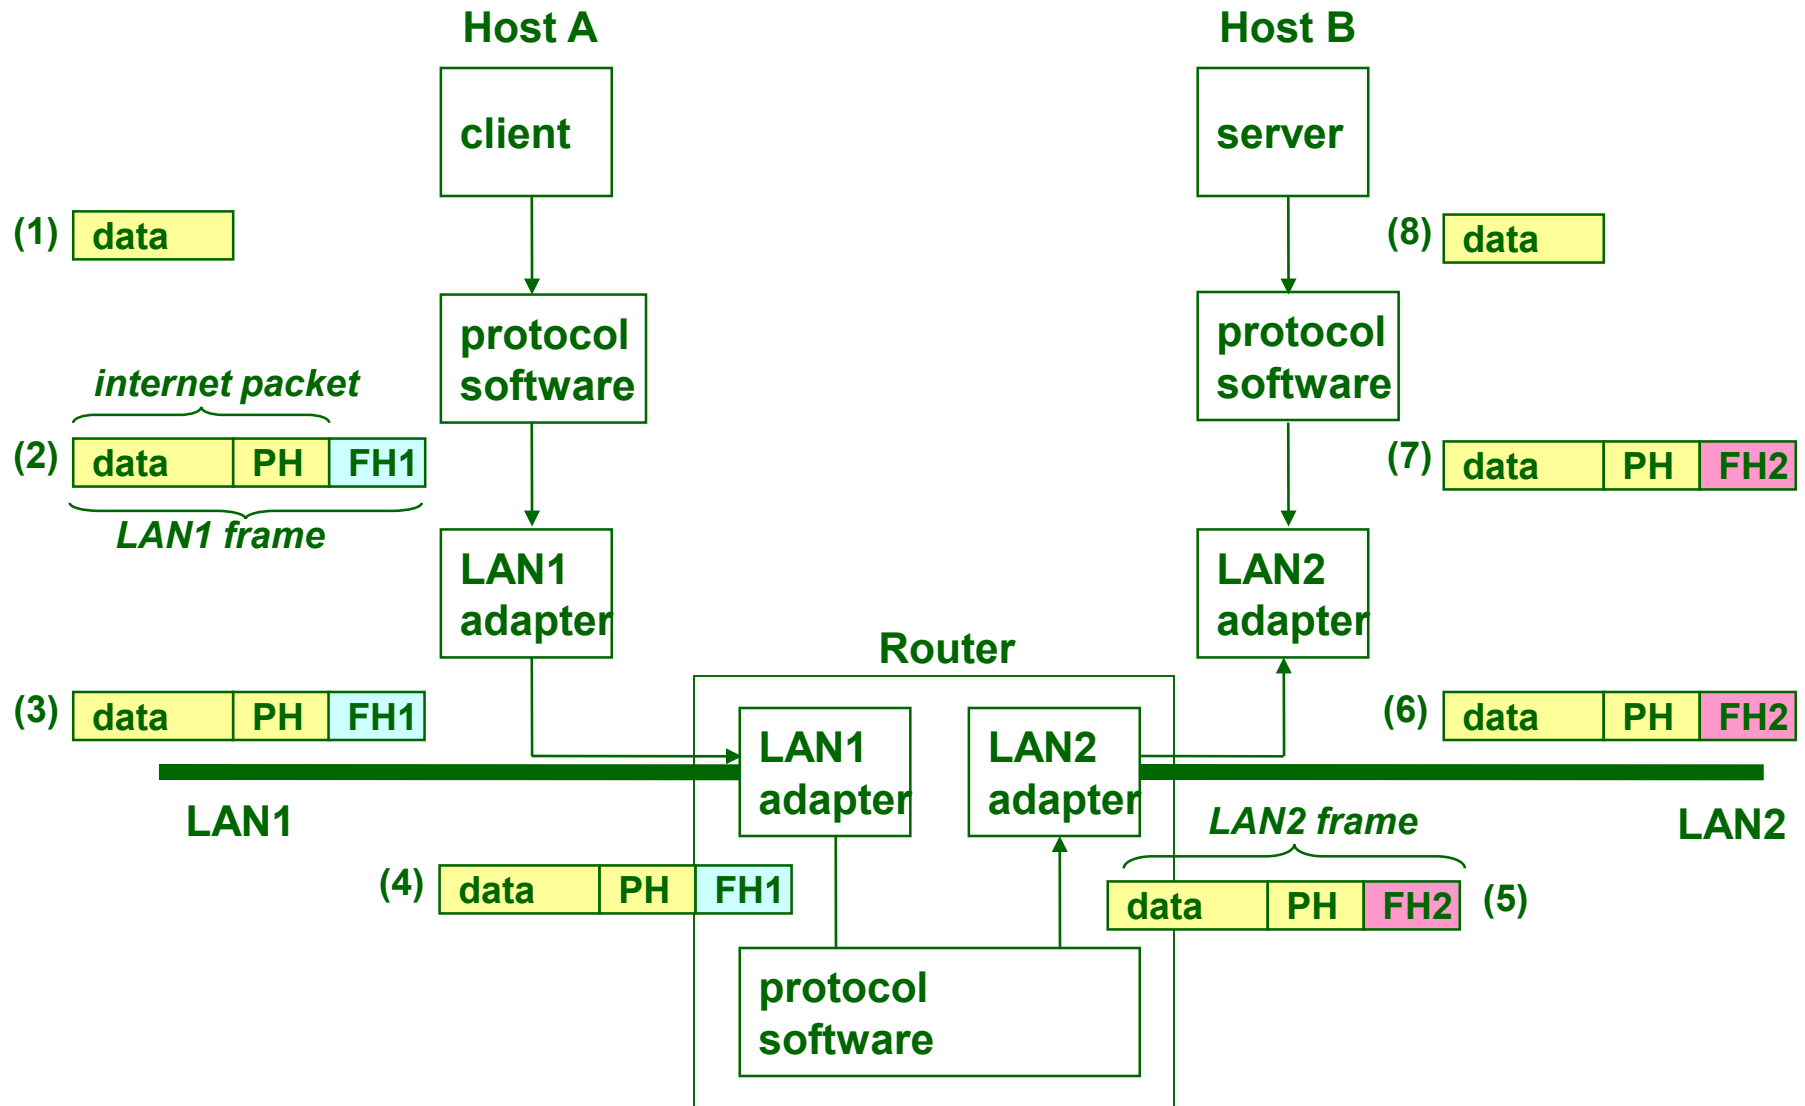 Host A
Host B
client
server
(1) data
(8) data
protocol
software
protocol
software
internet packet
(2) data PH FH1
LAN1 frame
(7) data PH FH2
LAN1
adapter
LAN2
adapter
Router
(3) data PH FH1
(6) data PH FH2
LAN1
adapter
LAN2
adapter
LAN1
LAN2 frame
LAN2
(4) data PH FH1
data PH FH2 (5)
protocol
software